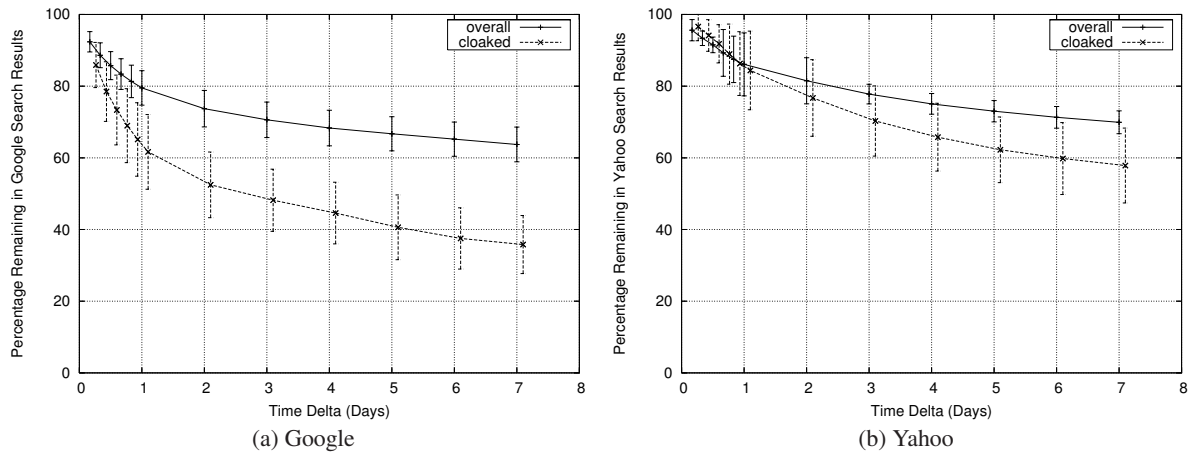 100
80
60
40
20
0
Percentage Remaining in Google Search Results
overall
cloaked
0 1 2 3 4 5 6 7 8
Time Delta (Days)
(a) Google
100
80
60
40
20
0
Percentage Remaining in Yahoo Search Results
overall
cloaked
0 1 2 3 4 5 6 7 8
Time Delta (Days)
(b) Yahoo